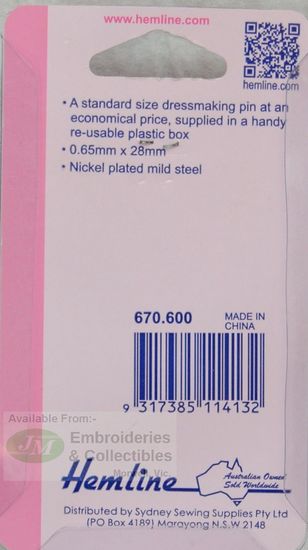 www.hemline.com
hemline.com
• A standard size dressmaking pin at an
economical price, supplied in a handy
re-usable plastic box
• 0.65mm x 28mm
• Nickel plated mild steel
670.600
MADE IN
CHINA
9 317385 114132
Available From:-
JM
Embroideries
& Collectibles
Vic.
Hemline
Australian Owned
Sold Worldwide
Distributed by Sydney Sewing Supplies Pty Ltd
(PO Box 4189) Marayong N.S.W 2148